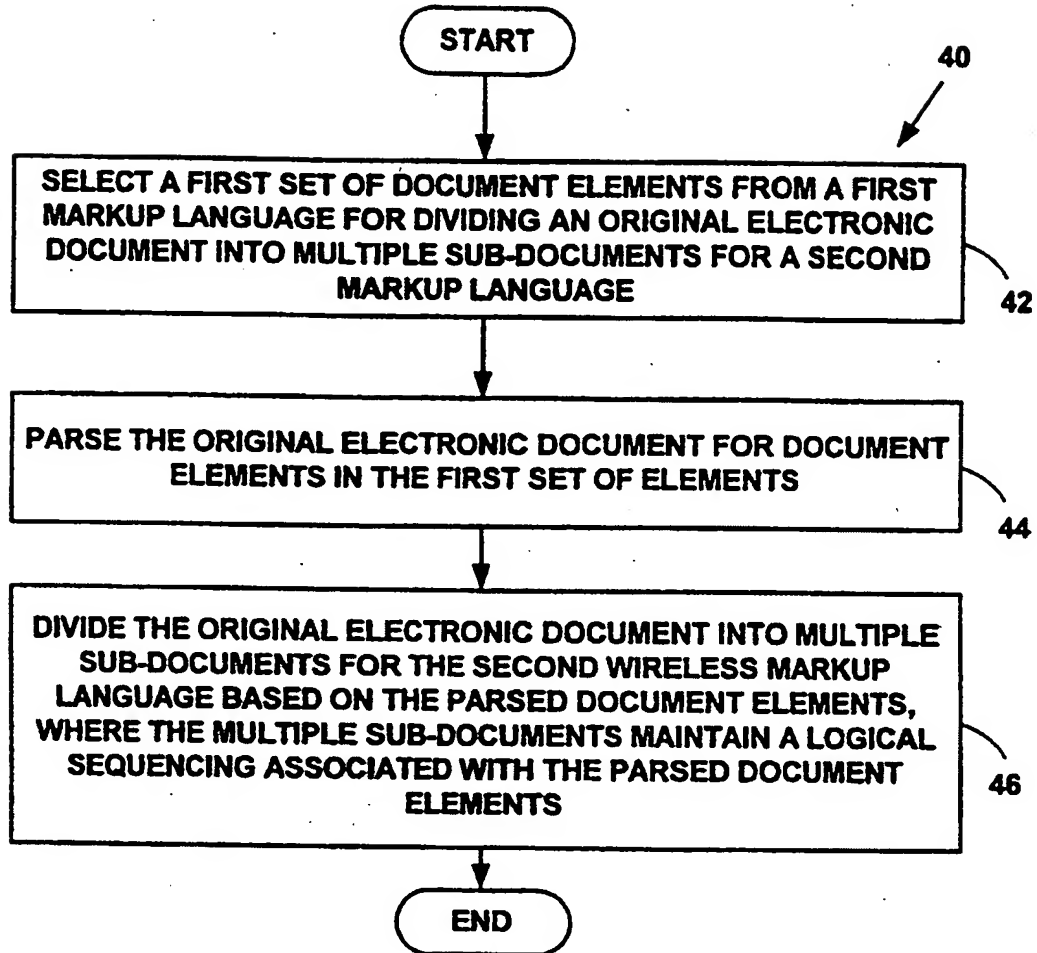 START
40
SELECT A FIRST SET OF DOCUMENT ELEMENTS FROM A FIRST
MARKUP LANGUAGE FOR DIVIDING AN ORIGINAL ELECTRONIC
DOCUMENT INTO MULTIPLE SUB-DOCUMENTS FOR A SECOND
MARKUP LANGUAGE
42
PARSE THE ORIGINAL ELECTRONIC DOCUMENT FOR DOCUMENT
ELEMENTS IN THE FIRST SET OF ELEMENTS
44
DIVIDE THE ORIGINAL ELECTRONIC DOCUMENT INTO MULTIPLE
SUB-DOCUMENTS FOR THE SECOND WIRELESS MARKUP
LANGUAGE BASED ON THE PARSED DOCUMENT ELEMENTS,
WHERE THE MULTIPLE SUB-DOCUMENTS MAINTAIN A LOGICAL
SEQUENCING ASSOCIATED WITH THE PARSED DOCUMENT
ELEMENTS
46
END